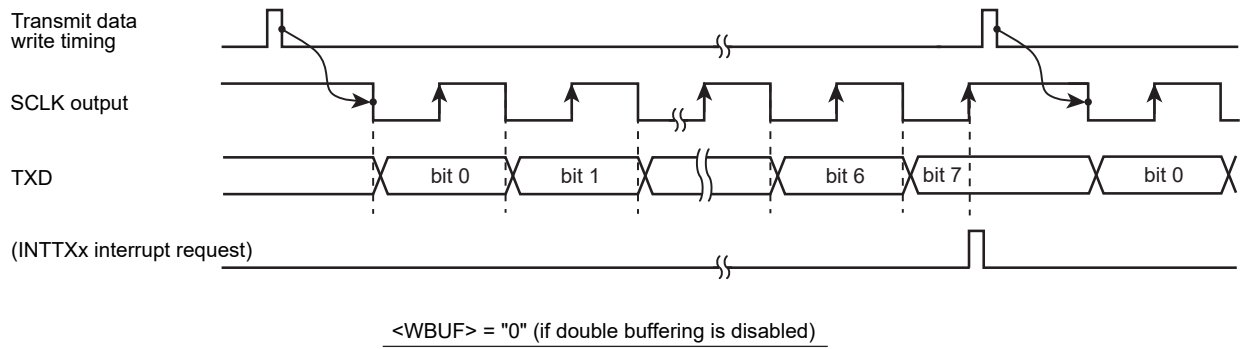 Transmit data
write timing
SCLK output
TXD
bit 0
bit 1
bit 6
bit 7
bit 0
(INTTXx interrupt request)
<WBUF> = "0" (if double buffering is disabled)